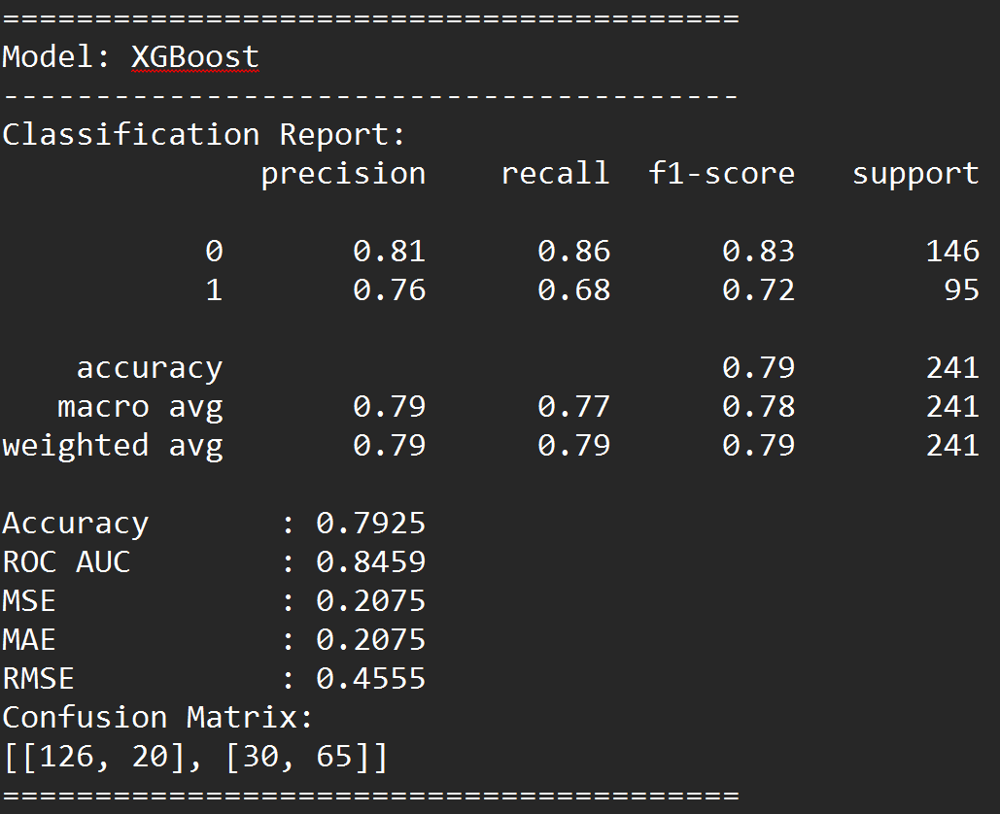 ========================================
Model: XGBoost
----------------------------------------
Classification Report:
              precision    recall  f1-score   support

           0       0.81      0.86      0.83       146
           1       0.76      0.68      0.72        95

    accuracy                           0.79       241
   macro avg       0.79      0.77      0.78       241
weighted avg       0.79      0.79      0.79       241

Accuracy       : 0.7925
ROC AUC        : 0.8459
MSE            : 0.2075
MAE            : 0.2075
RMSE           : 0.4555
Confusion Matrix:
[[126, 20], [30, 65]]
========================================